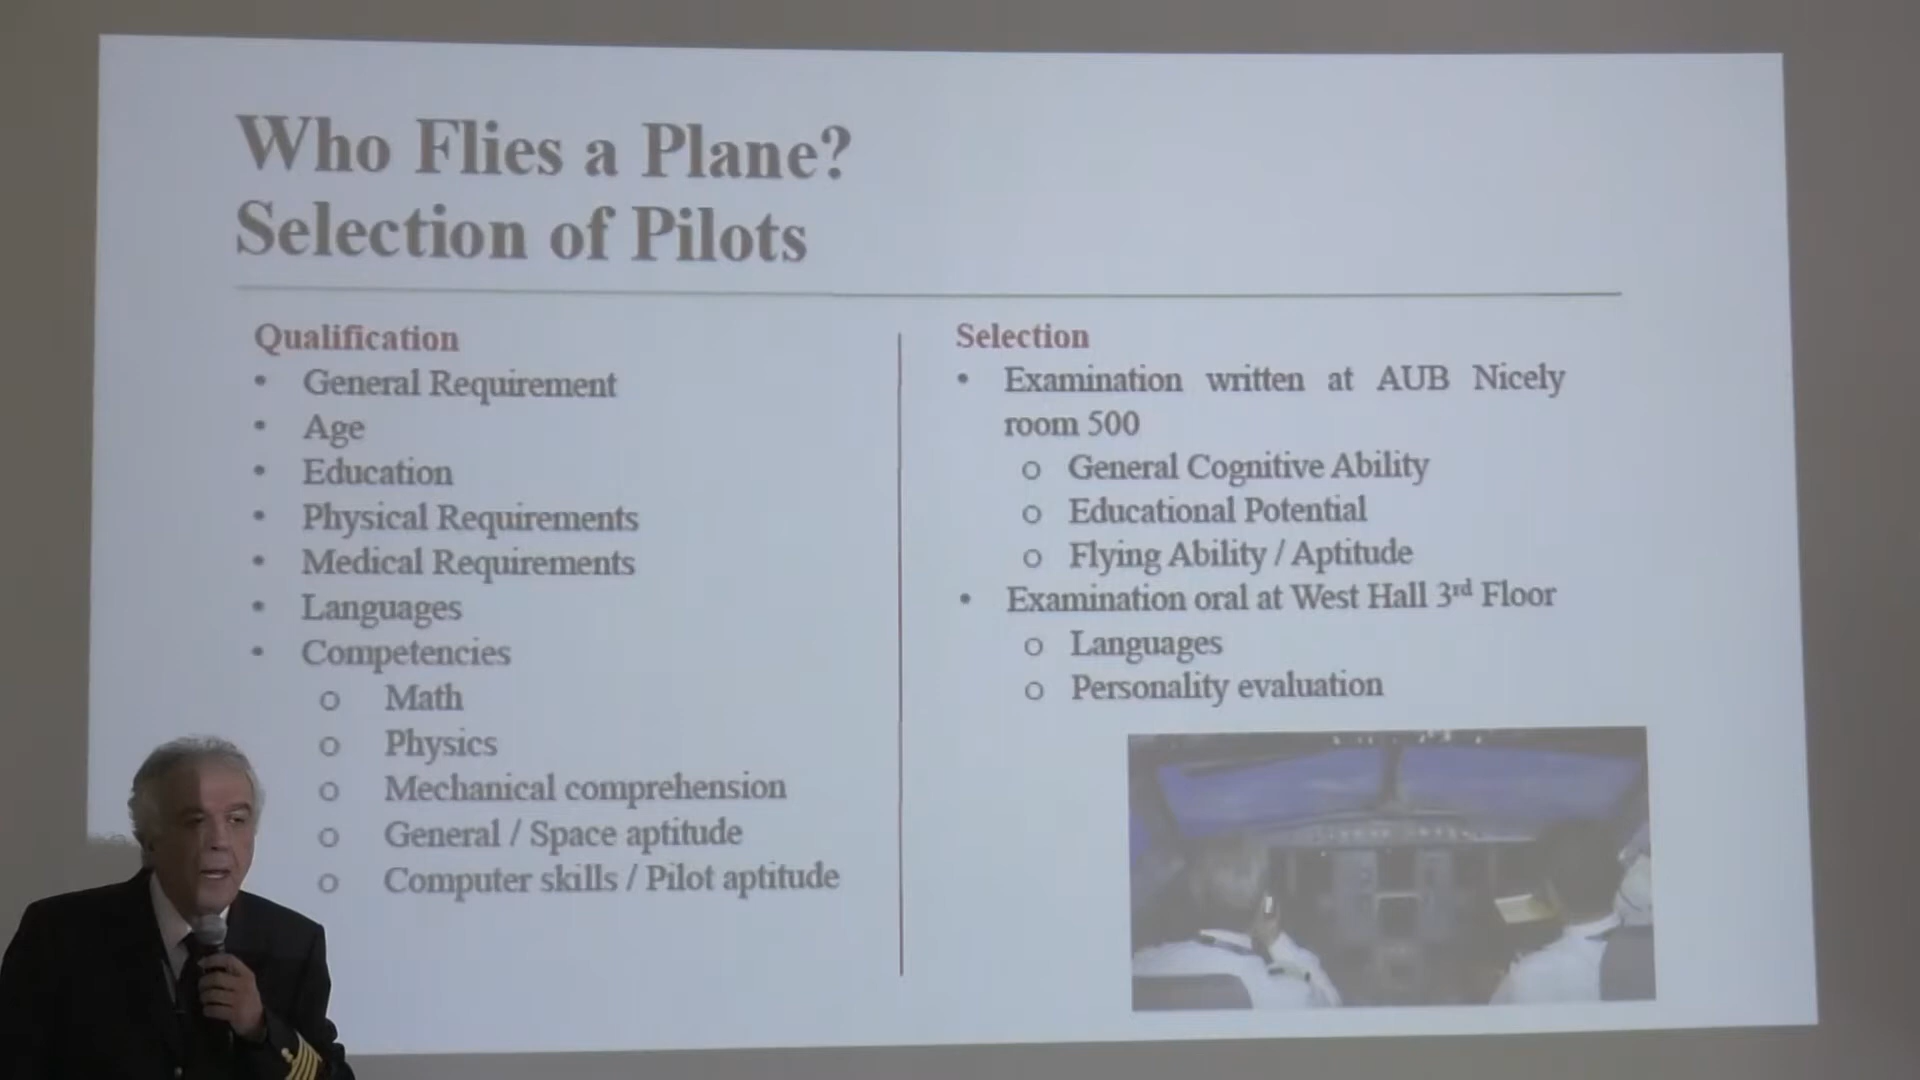 Who Flies a Plane?
Selection of Pilots
Qualification
• General Requirement
• Age
• Education
• Physical Requirements
• Medical Requirements
• Languages
• Competencies
o Math
o Physics
o Mechanical comprehension
o General / Space aptitude
o Computer skills / Pilot aptitude
Selection
• Examination written at AUB Nicely
room 500
o General Cognitive Ability
o Educational Potential
o Flying Ability / Aptitude
• Examination oral at West Hall 3rd Floor
o Languages
o Personality evaluation